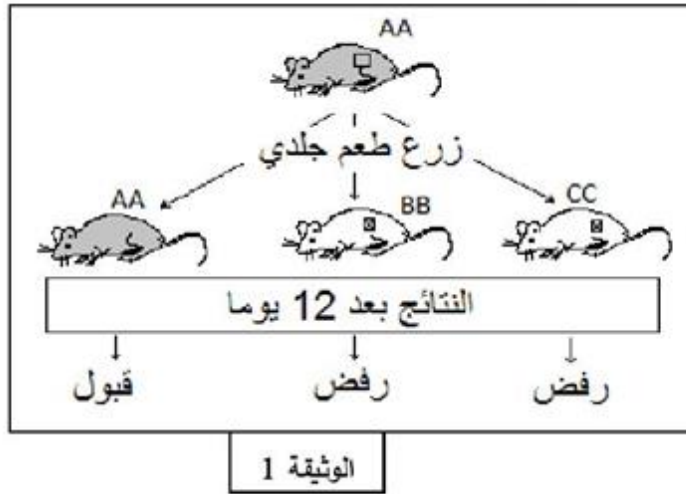 AA
زرع طعم جلدي
AA
BB
CC
النتائج بعد 12 يوما
قبول
رفض
رفض
الوثيقة 1